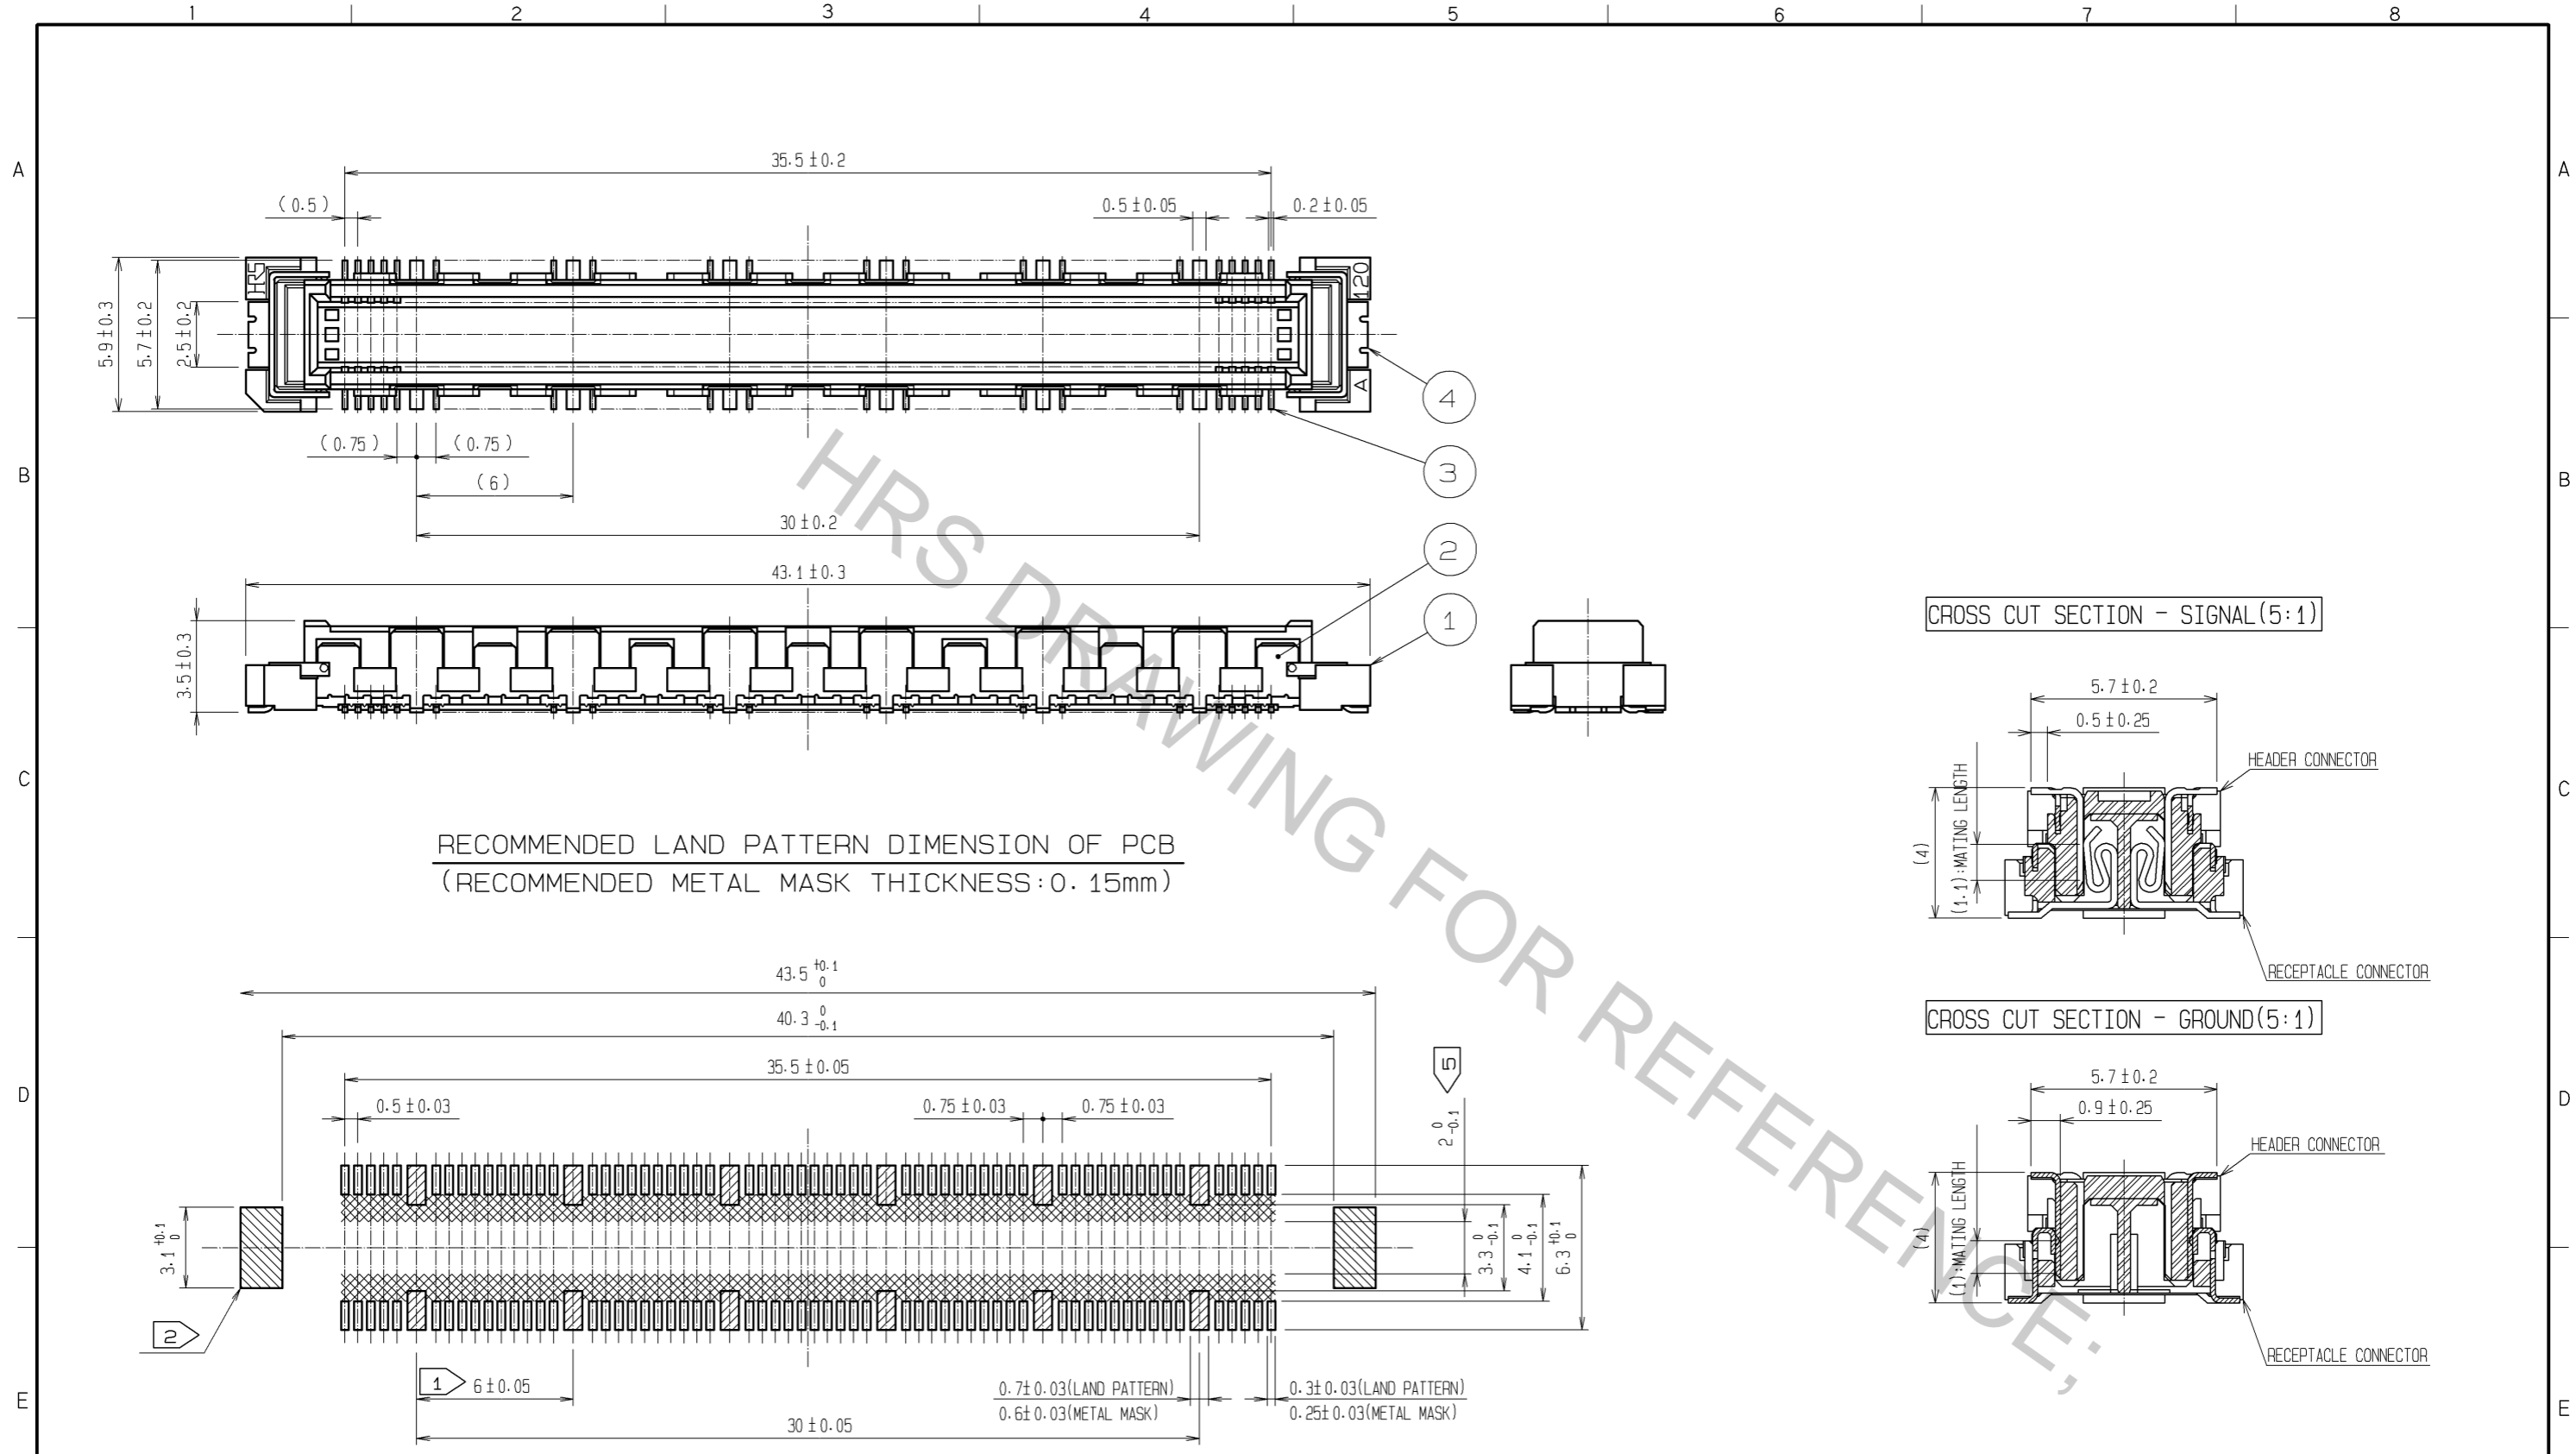 1 2 3 4 5 6 7 8
A A
35.5±0.2
(0.5) 0.5±0.05 0.2±0.05
HRS 120
5.9±0.3 5.7±0.2 2.5±0.2
A
4
(0.75) (0.75)
3
B B
(6)
30±0.2
2
43.1±0.3
1
3.5±0.3
CROSS CUT SECTION - SIGNAL(5:1)
5.7±0.2
0.5±0.25
HEADER CONNECTOR
C C
(4) (1.1):MATING LENGTH
RECEPTACLE CONNECTOR
RECOMMENDED LAND PATTERN DIMENSION OF PCB
(RECOMMENDED METAL MASK THICKNESS:0.15mm)
43.5 +0.1 0
40.3 0 -0.1
CROSS CUT SECTION - GROUND(5:1)
35.5±0.05
5
D D
5.7±0.2
0.5±0.03 0.75±0.03 0.75±0.03
0.9±0.25
2 0 -0.1
HEADER CONNECTOR
3.1 +0.1 0
3.3 0 -0.1
4.1 0 -0.1
6.3 +0.1 0
(4) (1):MATING LENGTH
2
RECEPTACLE CONNECTOR
1 6±0.05
0.7±0.03(LAND PATTERN) 0.3±0.03(LAND PATTERN)
0.6±0.03(METAL MASK) 0.25±0.03(METAL MASK)
E E
30±0.05
HRS DRAWING FOR REFERENCE;